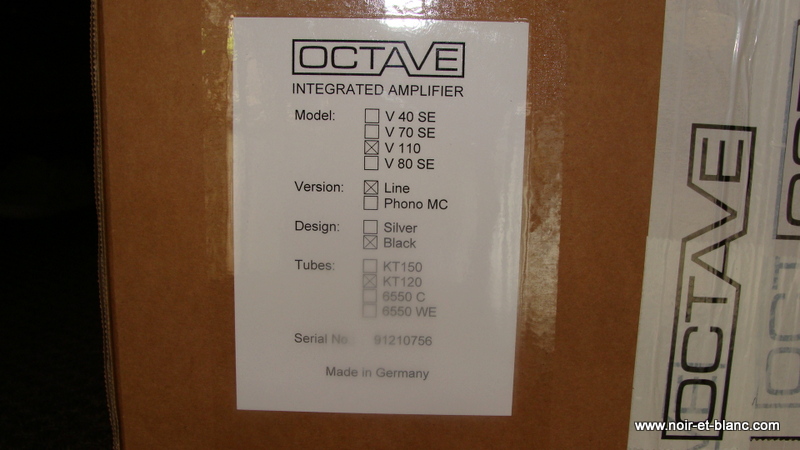 OCTAVE
INTEGRATED AMPLIFIER
Model: V 40 SE
V 70 SE
V 110
V 80 SE
Version: Line
Phono MC
Design: Silver
Black
Tubes: KT150
KT120
6550 C
6550 WE
Serial No. 91210756
Made in Germany
OCTAVE
www.noir-et-blanc.com